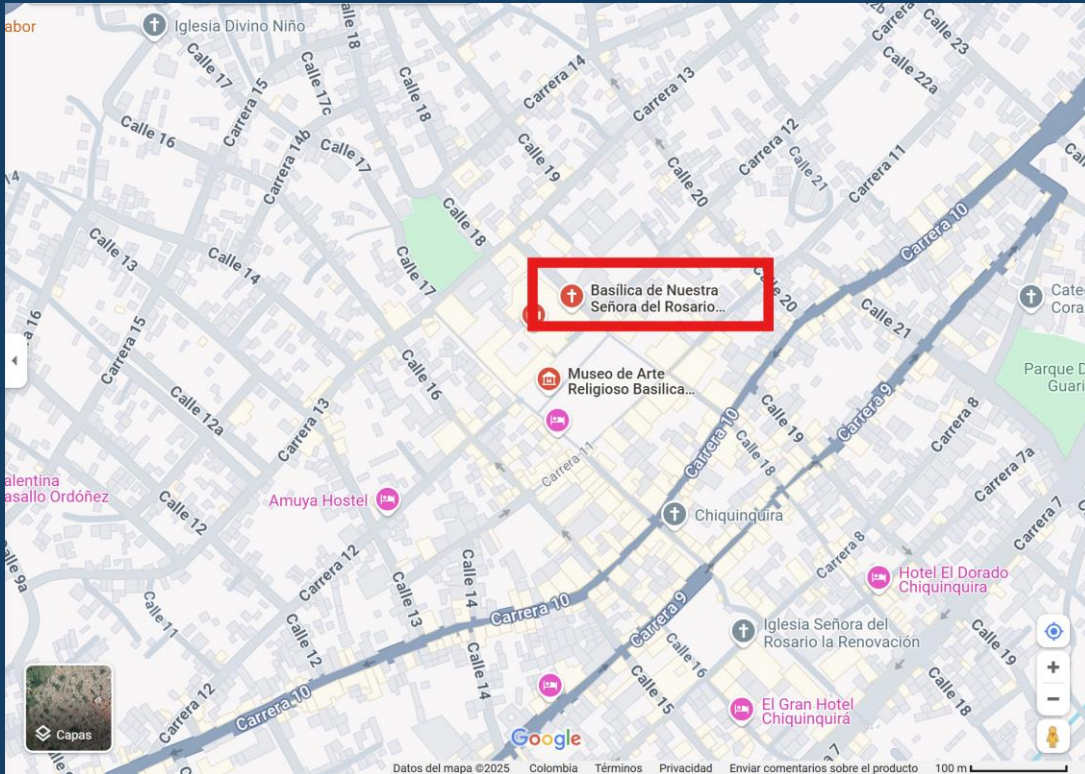 abor
Iglesia Divino Niño
Calle 18
Calle 17
Calle 17c
Carrera 15
Calle 18
Carrera 14
Carrera 13
Calle 23
Calle 22a
Calle 16
Carrera 14b
Calle 17
Calle 19
Carrera 12
Calle 20
Calle 21
Carrera 11
Calle 18
Carrera 10
Calle 13
Calle 14
Calle 17
Basílica de Nuestra
Señora del Rosario...
Calle 20
Calle 21
Cate
Cora
Carrera 15
Calle 16
Museo de Arte
Religioso Basilica...
Parque D
Guari
Calle 12a
Carrera 13
Carrera 10
Calle 19
Carrera 9
Carrera 8
Carrera 11
Calle 18
Carrera 7a
alentina
asallo Ordóñez
Calle 12
Amuya Hostel
Chiquinquira
Carrera 7
Carrera 12
Calle 14
Calle 13
Carrera 8
Hotel El Dorado
Chiquinquira
Calle 11
Calle 12
Carrera 10
Carrera 9
Iglesia Señora del
Rosario la Renovación
Calle 19
Calle 14
Calle 16
Calle 15
Carrera 12
Carrera 10
El Gran Hotel
Chiquinquirá
Calle 18
Capas
Google
Datos del mapa ©2025 Colombia Términos Privacidad Enviar comentarios sobre el producto 100 m